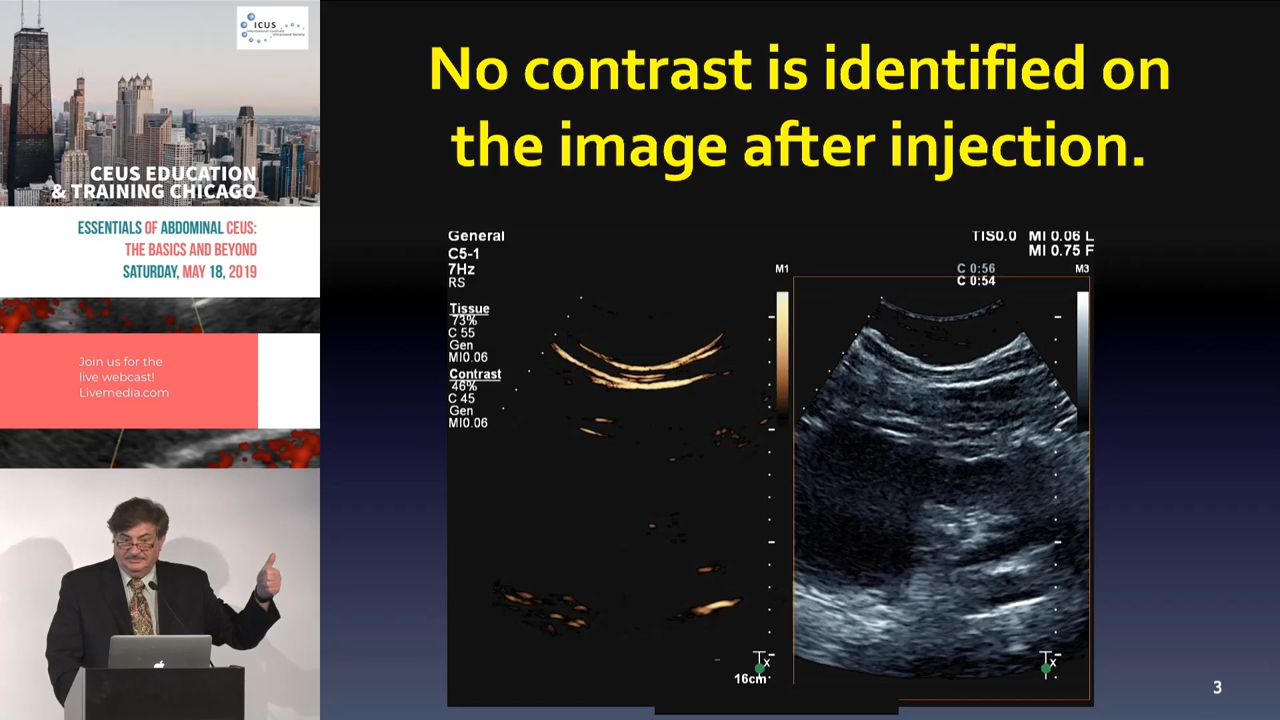 ICUS
International Contrast
Ultrasound Society
CEUS EDUCATION
& TRAINING CHICAGO
ESSENTIALS OF ABDOMINAL CEUS:
THE BASICS AND BEYOND
SATURDAY, MAY 18, 2019
Join us for the
live webcast!
Livemedia.com
No contrast is identified on
the image after injection.
General
C5-1
7Hz
RS
Tissue
73%
C 55
Gen
MI0.06
Contrast
46%
C 45
Gen
MI0.06
TIS0.0 MI 0.06 L
MI 0.75 F
M1
C 0:56
C 0:54
M3
x
16cm
x
3